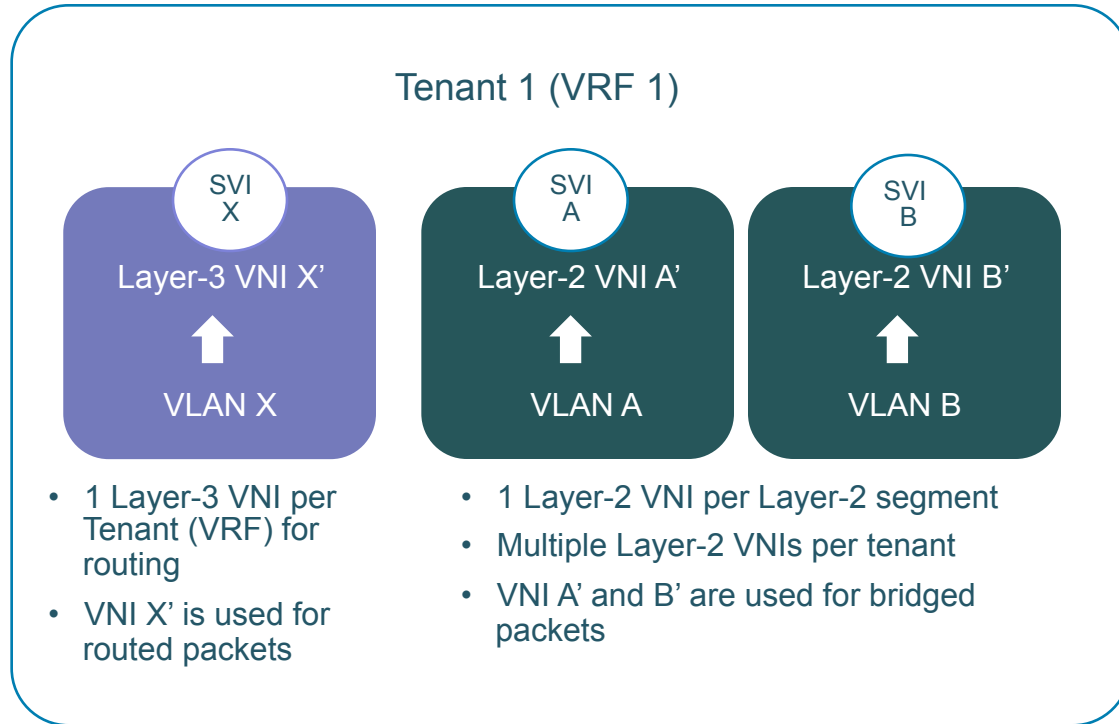 Tenant 1 (VRF 1)
SVI
X
Layer-3 VNI X’
VLAN X
SVI
A
Layer-2 VNI A’
VLAN A
SVI
B
Layer-2 VNI B’
VLAN B
• 1 Layer-3 VNI per
Tenant (VRF) for
routing
• VNI X’ is used for
routed packets
• 1 Layer-2 VNI per Layer-2 segment
• Multiple Layer-2 VNIs per tenant
• VNI A’ and B’ are used for bridged
packets